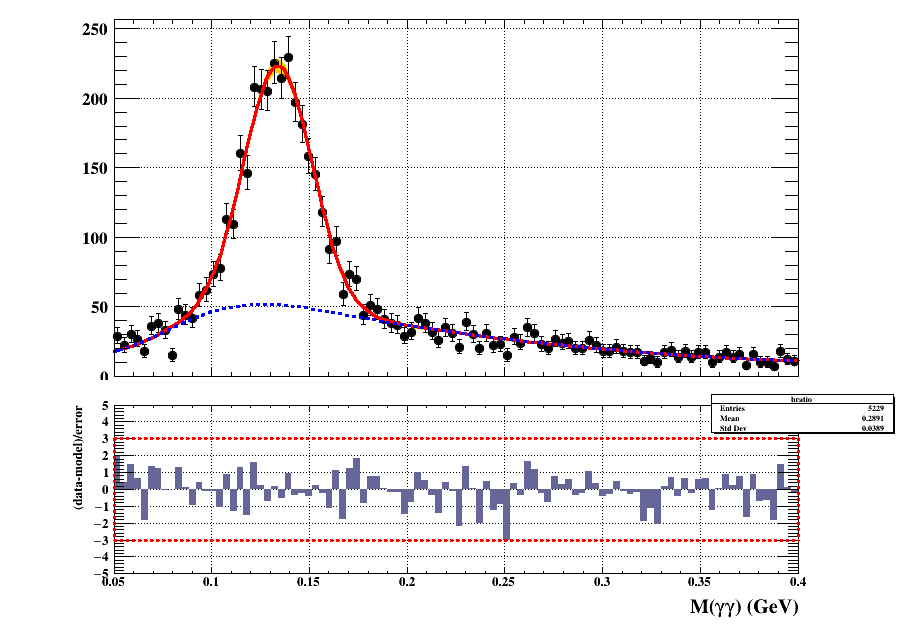 250
200
150
100
50
0
hratio
Entries 5229
Mean 0.2891
Std Dev 0.0389
(data-model)/error
5
4
3
2
1
0
−1
−2
−3
−4
−5
0.05 0.1 0.15 0.2 0.25 0.3 0.35 0.4
M(γγ) (GeV)